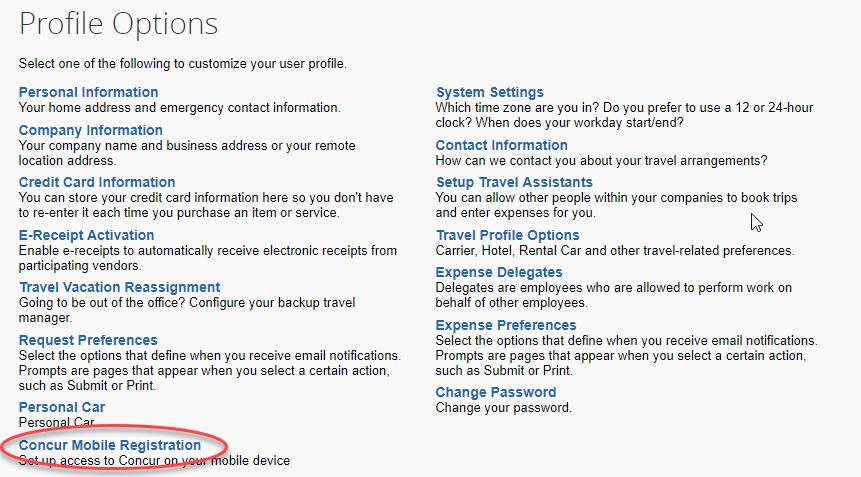 Profile Options
Select one of the following to customize your user profile.
Personal Information
Your home address and emergency contact information.
Company Information
Your company name and business address or your remote
location address.
Credit Card Information
You can store your credit card information here so you don't have
to re-enter it each time you purchase an item or service.
E-Receipt Activation
Enable e-receipts to automatically receive electronic receipts from
participating vendors.
Travel Vacation Reassignment
Going to be out of the office? Configure your backup travel
manager.
Request Preferences
Select the options that define when you receive email notifications.
Prompts are pages that appear when you select a certain action,
such as Submit or Print.
Personal Car
Personal Car
Concur Mobile Registration
Set up access to Concur on your mobile device
System Settings
Which time zone are you in? Do you prefer to use a 12 or 24-hour
clock? When does your workday start/end?
Contact Information
How can we contact you about your travel arrangements?
Setup Travel Assistants
You can allow other people within your companies to book trips
and enter expenses for you.
Travel Profile Options
Carrier, Hotel, Rental Car and other travel-related preferences.
Expense Delegates
Delegates are employees who are allowed to perform work on
behalf of other employees.
Expense Preferences
Select the options that define when you receive email notifications.
Prompts are pages that appear when you select a certain action,
such as Submit or Print.
Change Password
Change your password.